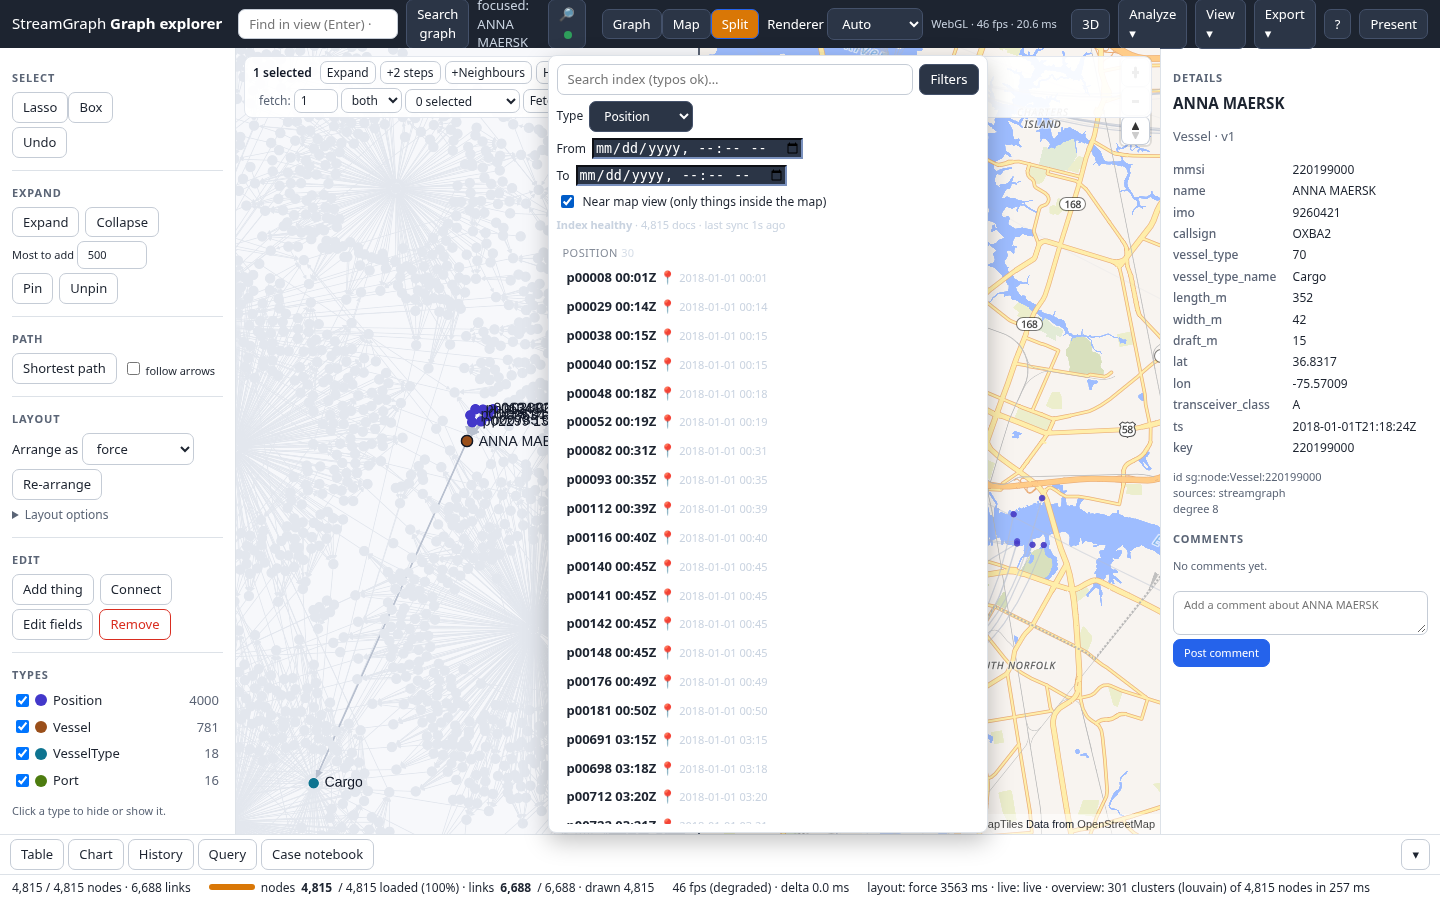 StreamGraph Graph explorer
Find in view (Enter) ·
Search graph
focused: ANNA MAERSK
Graph Map Split
Renderer Auto
WebGL · 46 fps · 20.6 ms
3D
Analyze ▾
View ▾
Export ▾
?
Present
SELECT
Lasso Box
Undo
EXPAND
Expand Collapse
Most to add 500
Pin Unpin
PATH
Shortest path follow arrows
LAYOUT
Arrange as force
Re-arrange
▶ Layout options
EDIT
Add thing Connect
Edit fields Remove
TYPES
Position 4000
Vessel 781
VesselType 18
Port 16
Click a type to hide or show it.
1 selected Expand +2 steps +Neighbours
fetch: 1 both 0 selected
ANNA MAE
Cargo
Search index (typos ok)...
Filters
Type Position
From mm/dd/yyyy, --:-- --
To mm/dd/yyyy, --:-- --
Near map view (only things inside the map)
Index healthy · 4,815 docs · last sync 1s ago
POSITION 30
p00008 00:01Z 📍 2018-01-01 00:01
p00029 00:14Z 📍 2018-01-01 00:14
p00038 00:15Z 📍 2018-01-01 00:15
p00040 00:15Z 📍 2018-01-01 00:15
p00048 00:18Z 📍 2018-01-01 00:18
p00052 00:19Z 📍 2018-01-01 00:19
p00082 00:31Z 📍 2018-01-01 00:31
p00093 00:35Z 📍 2018-01-01 00:35
p00112 00:39Z 📍 2018-01-01 00:39
p00116 00:40Z 📍 2018-01-01 00:40
p00140 00:45Z 📍 2018-01-01 00:45
p00141 00:45Z 📍 2018-01-01 00:45
p00142 00:45Z 📍 2018-01-01 00:45
p00148 00:45Z 📍 2018-01-01 00:45
p00176 00:49Z 📍 2018-01-01 00:49
p00181 00:50Z 📍 2018-01-01 00:50
p00691 03:15Z 📍 2018-01-01 03:15
p00698 03:18Z 📍 2018-01-01 03:18
p00712 03:20Z 📍 2018-01-01 03:20
ISLAND
168
168
58
UTH NORFOLK
apTiles Data from OpenStreetMap
DETAILS
ANNA MAERSK
Vessel · v1
mmsi 220199000
name ANNA MAERSK
imo 9260421
callsign OXBA2
vessel_type 70
vessel_type_name Cargo
length_m 352
width_m 42
draft_m 15
lat 36.8317
lon -75.57009
transceiver_class A
ts 2018-01-01T21:18:24Z
key 220199000
id sg:node:Vessel:220199000
sources: streamgraph
degree 8
COMMENTS
No comments yet.
Add a comment about ANNA MAERSK
Post comment
Table Chart History Query Case notebook ▾
4,815 / 4,815 nodes · 6,688 links nodes 4,815 / 4,815 loaded (100%) · links 6,688 / 6,688 · drawn 4,815 46 fps (degraded) · delta 0.0 ms layout: force 3563 ms · live: live · overview: 301 clusters (louvain) of 4,815 nodes in 257 ms